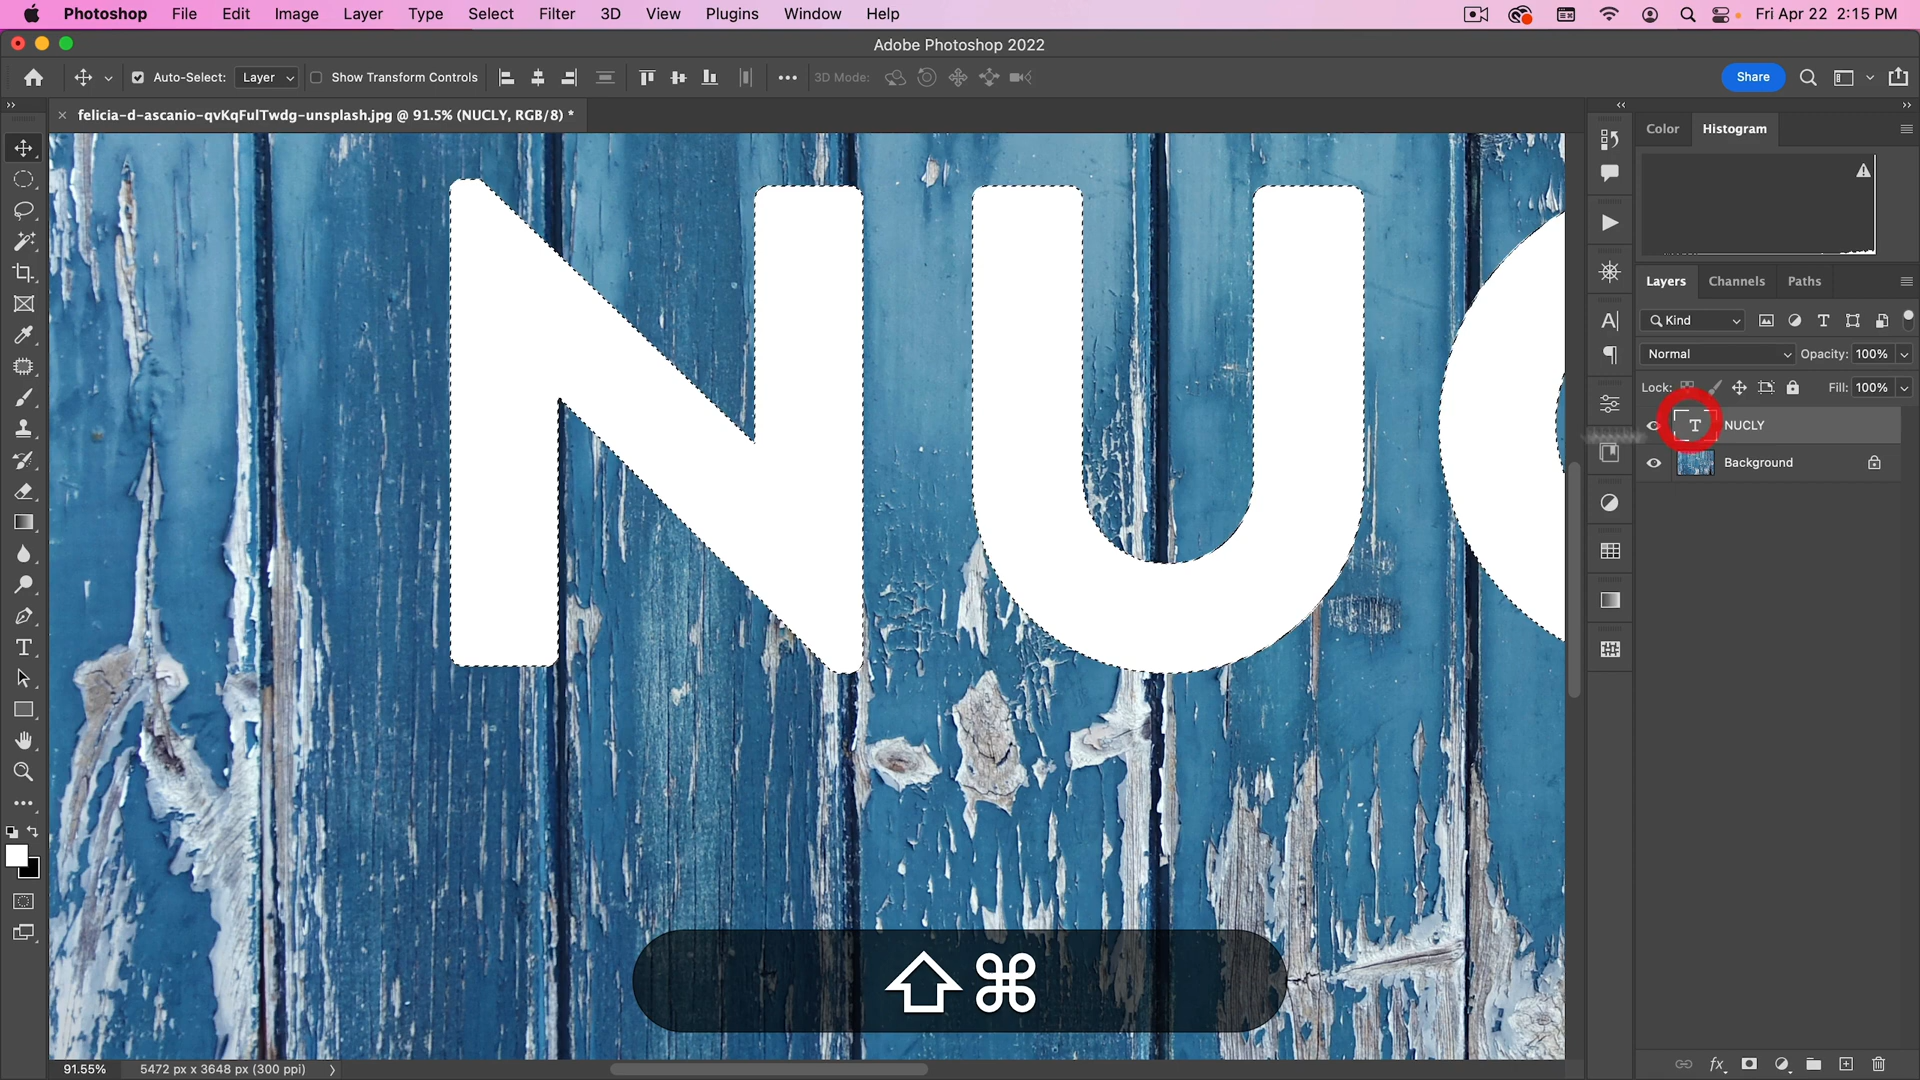 Photoshop File Edit Image Layer Type Select Filter 3D View Plugins Window Help Fri Apr 22 2:15 PM
Adobe Photoshop 2022
Auto-Select: Layer Show Transform Controls 3D Mode: Share
felicia-d-ascanio-qvKqFulTwdg-unsplash.jpg @ 91.5% (NUCLY, RGB/8) *
Color Histogram
Layers Channels Paths
Kind
Normal Opacity: 100%
Lock: Fill: 100%
T NUCLY
Background
NUC
⇧⌘
91.55% 5472 px x 3648 px (300 ppi)